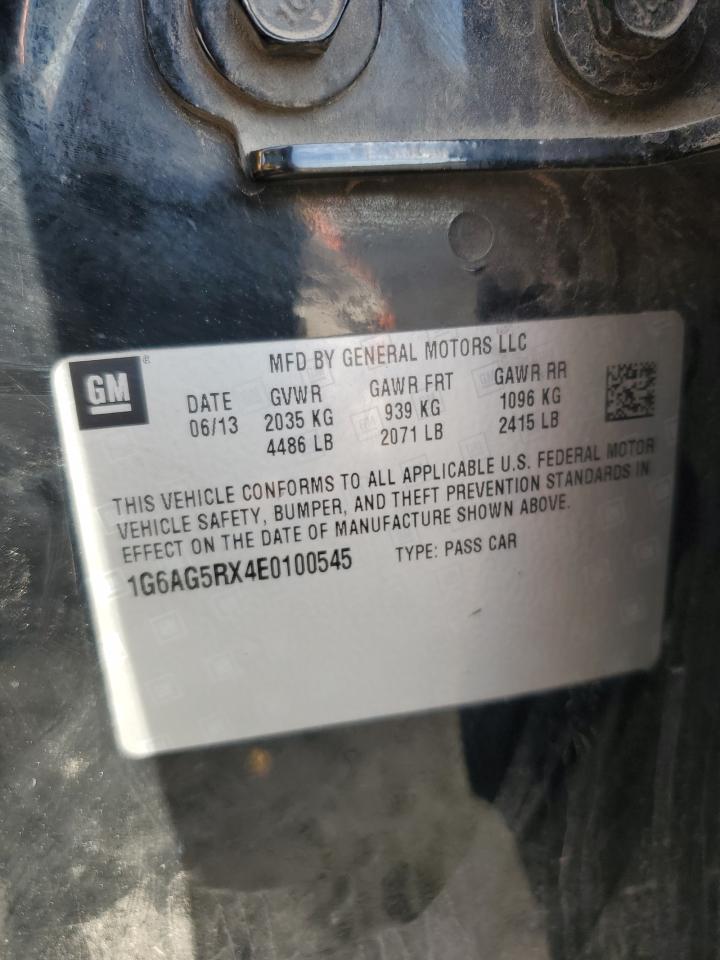 GM
MFD BY GENERAL MOTORS LLC
DATE GVWR GAWR FRT GAWR RR
06/13 2035 KG 939 KG 1096 KG
4486 LB 2071 LB 2415 LB
THIS VEHICLE CONFORMS TO ALL APPLICABLE U.S. FEDERAL MOTOR
VEHICLE SAFETY, BUMPER, AND THEFT PREVENTION STANDARDS IN
EFFECT ON THE DATE OF MANUFACTURE SHOWN ABOVE.
1G6AG5RX4E0100545 TYPE: PASS CAR